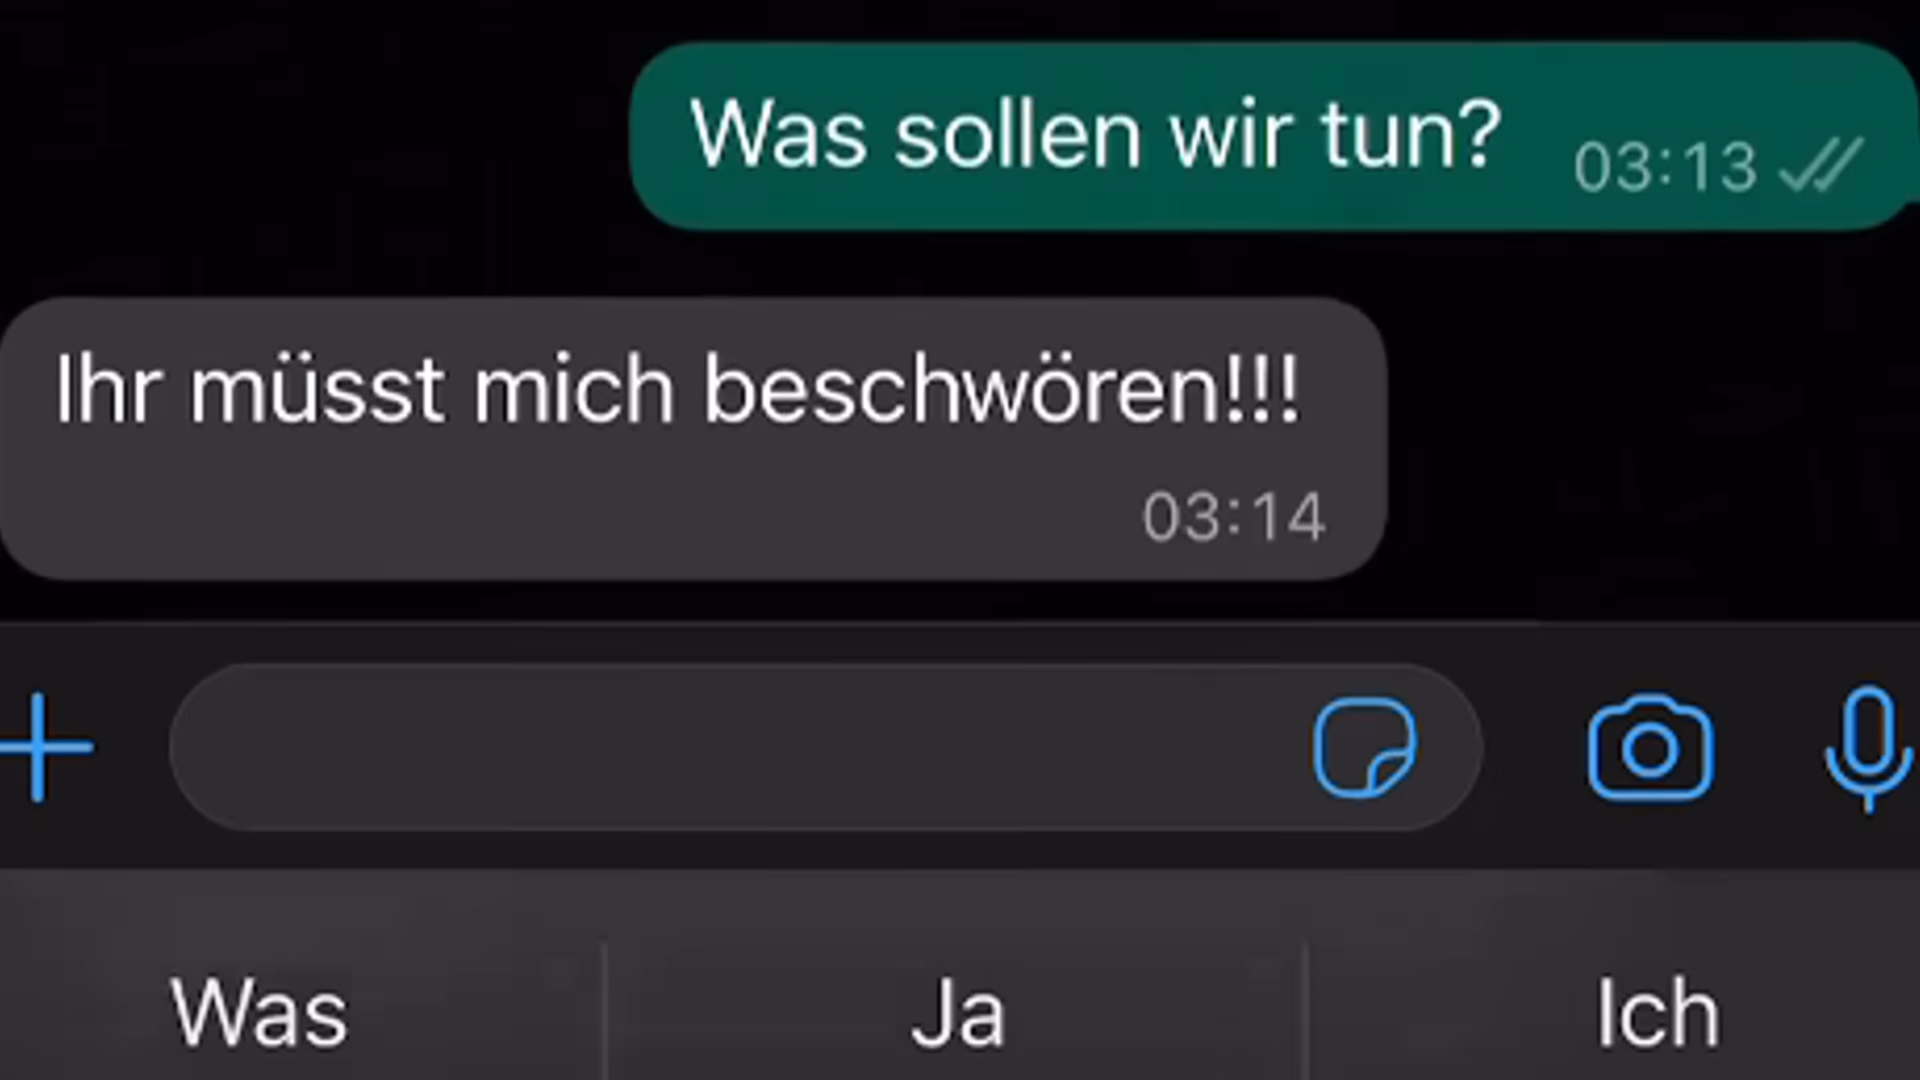 Was sollen wir tun?
03:13
Ihr müsst mich beschwören!!!
03:14
Was
Ja
Ich